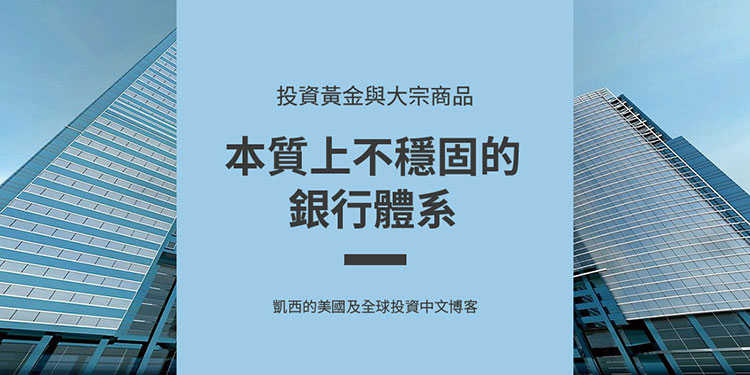 投資黃金與大宗商品
本質上不穩固的
銀行體系
凱西的美國及全球投資中文博客